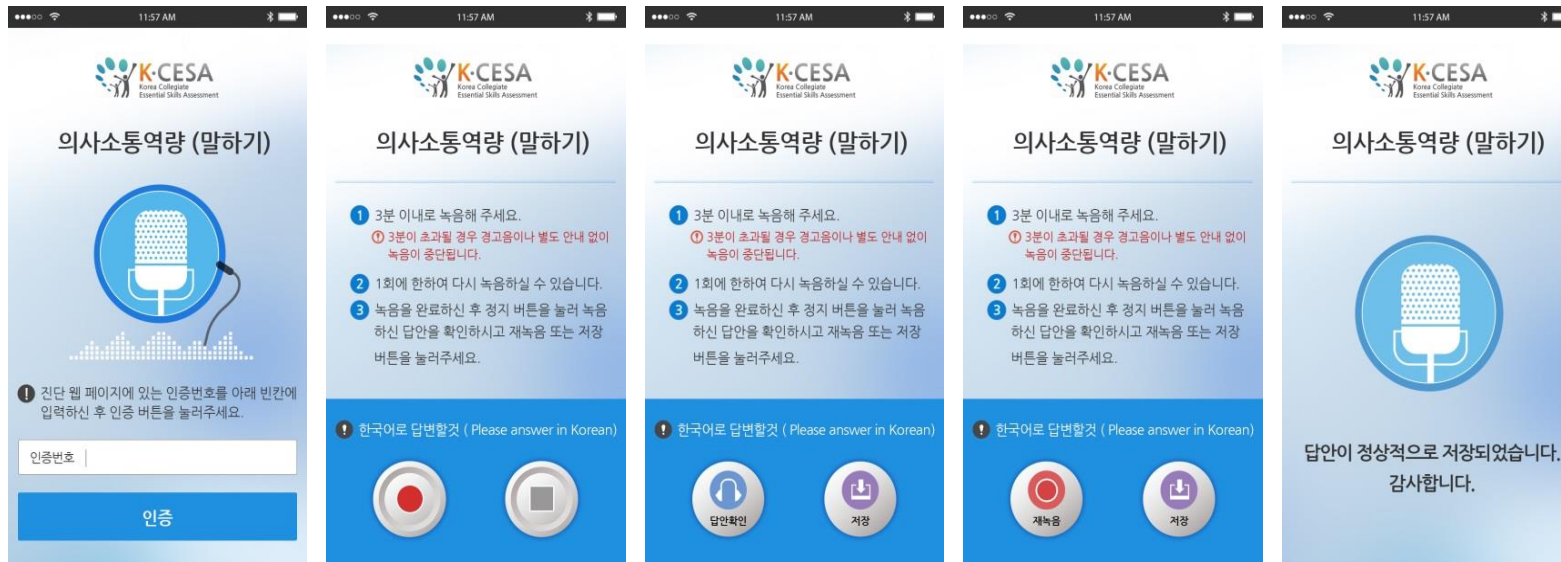 11:57 AM
K·CESA
Korea Collegiate
Essential Skills Assessment
의사소통역량 (말하기)
진단 웹 페이지에 있는 인증번호를 아래 빈칸에
입력하신 후 인증 버튼을 눌러주세요.
인증번호
인증
11:57 AM
K·CESA
Korea Collegiate
Essential Skills Assessment
의사소통역량 (말하기)
1 3분 이내로 녹음해 주세요.
3분이 초과될 경우 경고음이나 별도 안내 없이
녹음이 중단됩니다.
2 1회에 한하여 다시 녹음하실 수 있습니다.
3 녹음을 완료하신 후 정지 버튼을 눌러 녹음
하신 답안을 확인하시고 재녹음 또는 저장
버튼을 눌러주세요.
한국어로 답변할것 ( Please answer in Korean)
11:57 AM
K·CESA
Korea Collegiate
Essential Skills Assessment
의사소통역량 (말하기)
1 3분 이내로 녹음해 주세요.
3분이 초과될 경우 경고음이나 별도 안내 없이
녹음이 중단됩니다.
2 1회에 한하여 다시 녹음하실 수 있습니다.
3 녹음을 완료하신 후 정지 버튼을 눌러 녹음
하신 답안을 확인하시고 재녹음 또는 저장
버튼을 눌러주세요.
한국어로 답변할것 ( Please answer in Korean)
답안확인
저장
11:57 AM
K·CESA
Korea Collegiate
Essential Skills Assessment
의사소통역량 (말하기)
1 3분 이내로 녹음해 주세요.
3분이 초과될 경우 경고음이나 별도 안내 없이
녹음이 중단됩니다.
2 1회에 한하여 다시 녹음하실 수 있습니다.
3 녹음을 완료하신 후 정지 버튼을 눌러 녹음
하신 답안을 확인하시고 재녹음 또는 저장
버튼을 눌러주세요.
한국어로 답변할것 ( Please answer in Korean)
재녹음
저장
11:57 AM
K·CESA
Korea Collegiate
Essential Skills Assessment
의사소통역량 (말하기)
답안이 정상적으로 저장되었습니다.
감사합니다.